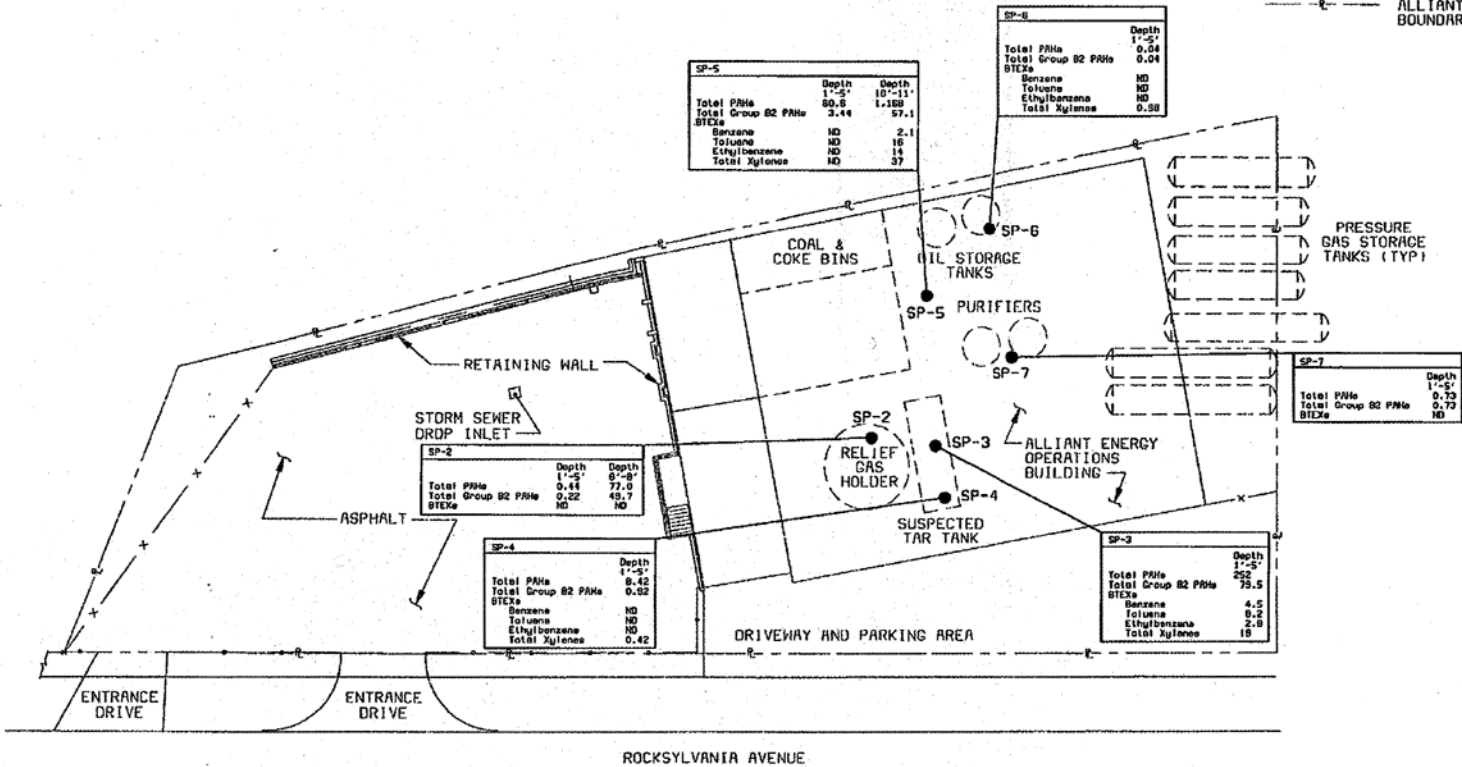 ALLIANT
BOUNDAR
SP-6
Depth
1'-5'
Total PAHs 0.04
Total Group B2 PAHs 0.04
BTEXs
Benzene ND
Toluene ND
Ethylbenzene ND
Total Xylenes 0.98
SP-5
Depth Depth
1'-5' 10'-11'
Total PAHs 60.8 1,168
Total Group B2 PAHs 3.44 57.1
BTEXs
Benzene ND 2.1
Toluene ND 16
Ethylbenzene ND 14
Total Xylenes ND 37
COAL &
COKE BINS
SP-6
OIL STORAGE
TANKS
PRESSURE
GAS STORAGE
TANKS (TYP)
SP-5
PURIFIERS
SP-7
RETAINING WALL
STORM SEWER
DROP INLET
SP-7
Depth
1'-5'
Total PAHs 0.73
Total Group B2 PAHs 0.73
BTEXs ND
SP-2
RELIEF
GAS
HOLDER
SP-3
SP-4
ALLIANT ENERGY
OPERATIONS
BUILDING
SP-2
Depth Depth
1'-5' 6'-8'
Total PAHs 0.44 77.0
Total Group B2 PAHs 0.22 49.7
BTEXs ND ND
ASPHALT
SUSPECTED
TAR TANK
SP-4
Depth
1'-5'
Total PAHs 8.42
Total Group B2 PAHs 0.92
BTEXs
Benzene ND
Toluene ND
Ethylbenzene ND
Total Xylenes 0.42
SP-3
Depth
1'-5'
Total PAHs 252
Total Group B2 PAHs 79.5
BTEXs
Benzene 4.5
Toluene 8.2
Ethylbenzene 2.9
Total Xylenes 19
DRIVEWAY AND PARKING AREA
ENTRANCE
DRIVE
ENTRANCE
DRIVE
ROCKSYLVANIA AVENUE